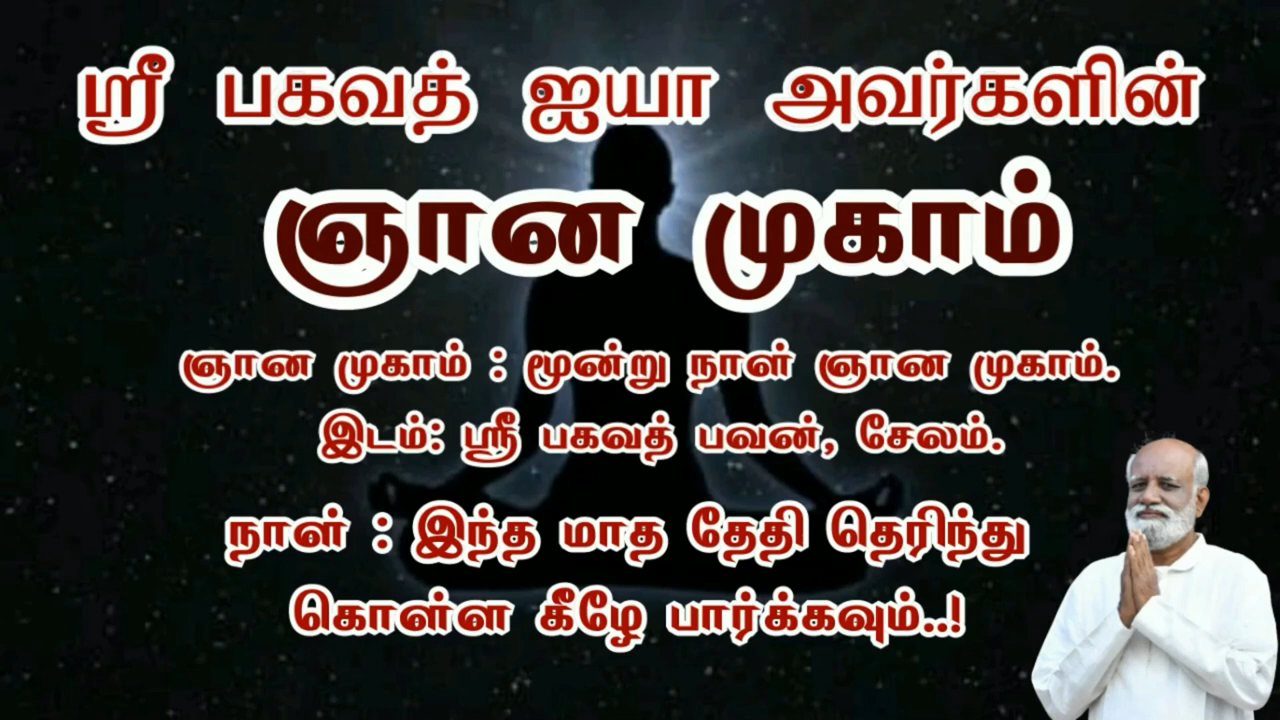 ஸ்ரீ பகவத் ஐயா அவர்களின்
ஞான முகாம்
ஞான முகாம் : மூன்று நாள் ஞான முகாம்.
இடம்: ஸ்ரீ பகவத் பவன், சேலம்.
நாள் : இந்த மாத தேதி தெரிந்து
கொள்ள கீழே பார்க்கவும்..!